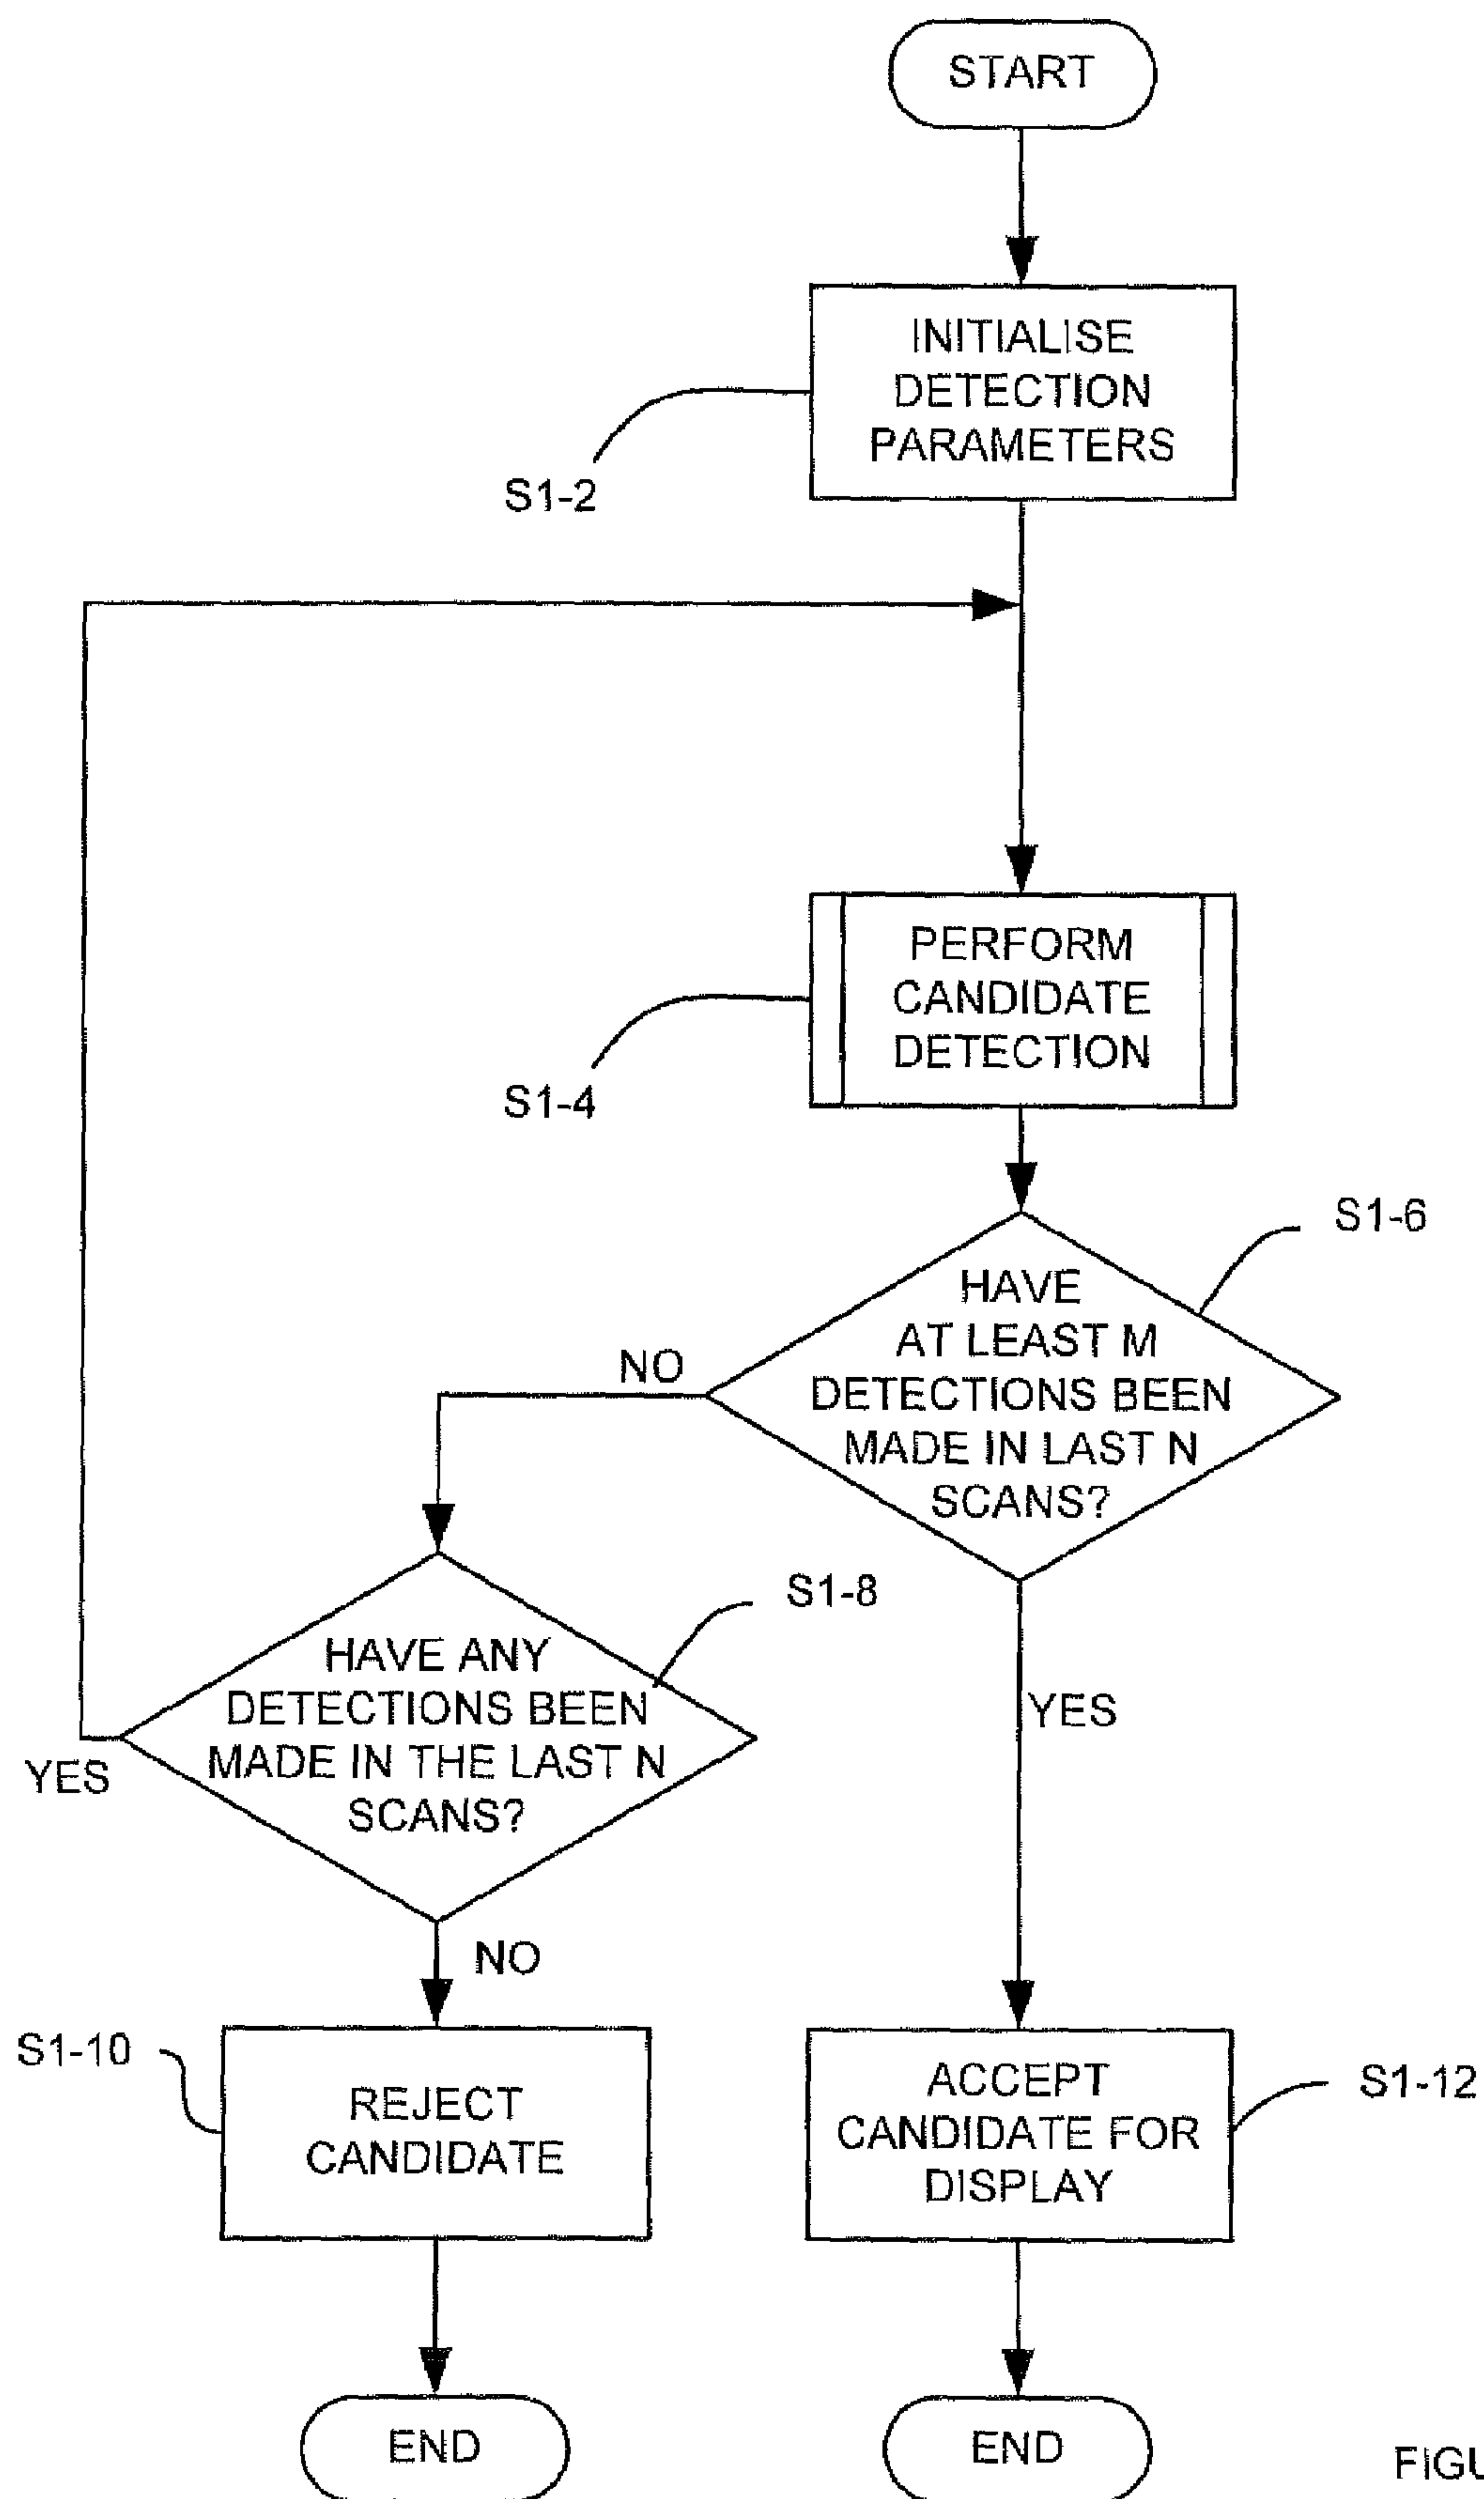 START
INITIALISE
DETECTION
PARAMETERS
S1-2
PERFORM
CANDIDATE
DETECTION
S1-4
S1-6
HAVE
AT LEAST M
DETECTIONS BEEN
MADE IN LAST N
SCANS?
NO
S1-8
HAVE ANY
DETECTIONS BEEN
MADE IN THE LAST N
SCANS?
YES
YES
NO
S1-10
REJECT
CANDIDATE
ACCEPT
CANDIDATE FOR
DISPLAY
S1-12
END
END